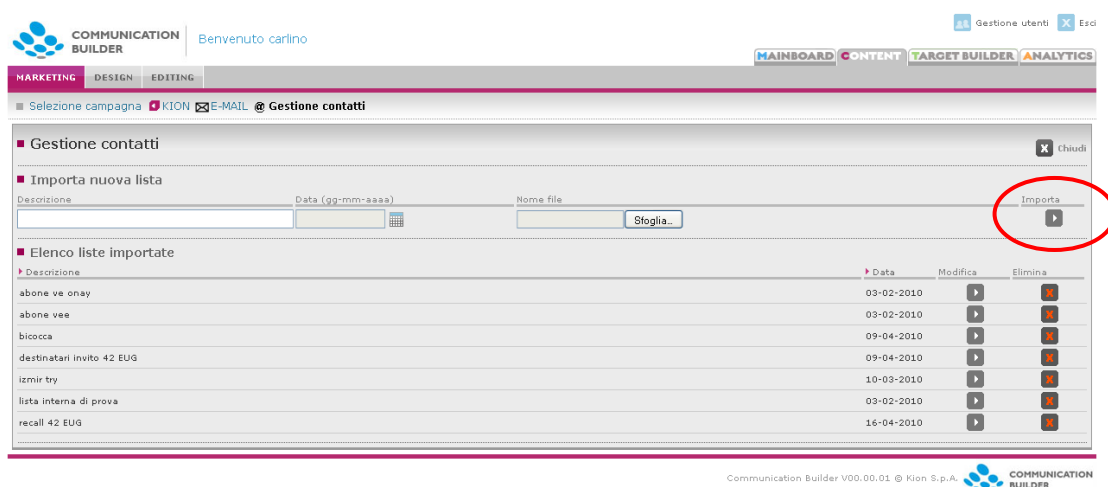 COMMUNICATION
BUILDER
Benvenuto carlino
Gestione utenti X Esci
MAINBOARD CONTENT TARGET BUILDER ANALYTICS
MARKETING DESIGN EDITING
Selezione campagna KION E-MAIL @ Gestione contatti
Gestione contatti
X Chiudi
Importa nuova lista
Descrizione Data (gg-mm-aaaa) Nome file Importa
Sfoglia...
Elenco liste importate
Descrizione Data Modifica Elimina
abone ve onay 03-02-2010 X
abone vee 03-02-2010 X
bicocca 09-04-2010 X
destinatari invito 42 EUG 09-04-2010 X
izmir try 10-03-2010 X
lista interna di prova 03-02-2010 X
recall 42 EUG 16-04-2010 X
Communication Builder V00.00.01 @ Kion S.p.A.
COMMUNICATION
BUILDER